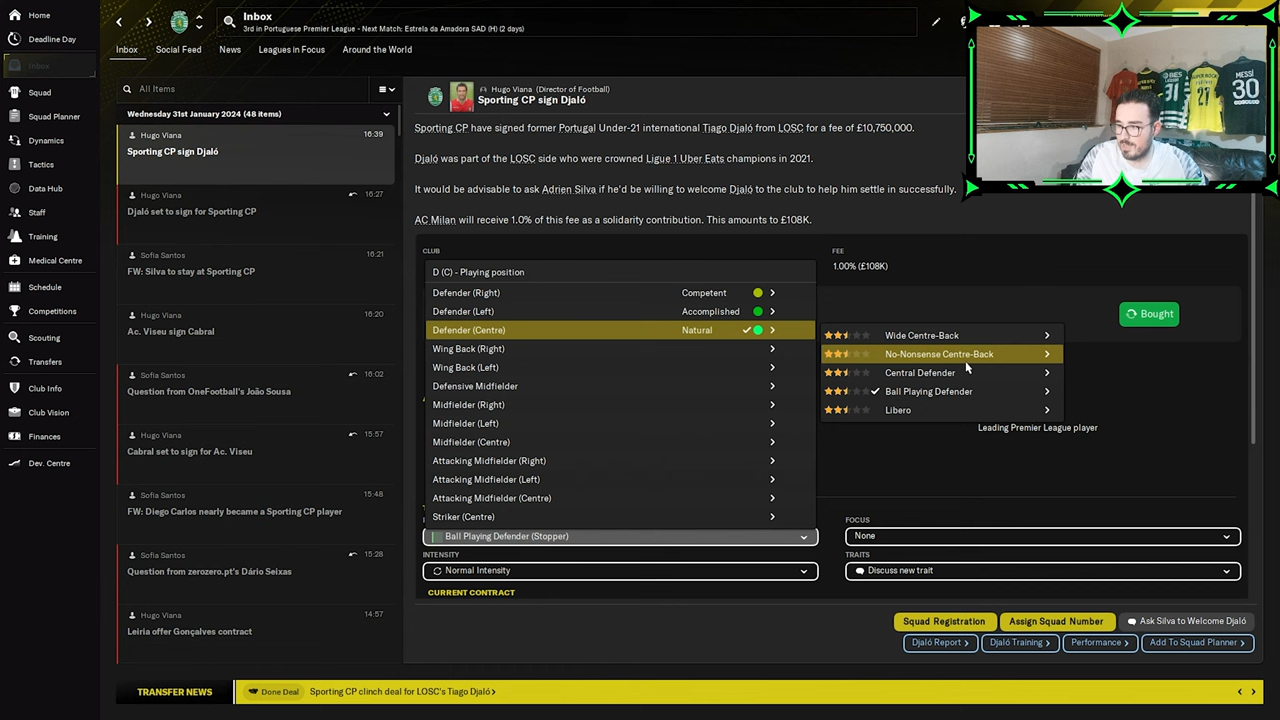 Home
Deadline Day
Inbox
Squad
Squad Planner
Dynamics
Tactics
Data Hub
Staff
Training
Medical Centre
Schedule
Competitions
Scouting
Transfers
Club Info
Club Vision
Finances
Dev. Centre
Inbox
3rd in Portuguese Premier League - Next Match: Estrela da Amadora SAD (H) (2 days)
Inbox Social Feed News Leagues in Focus Around the World
All Items
Wednesday 31st January 2024 (48 items)
Hugo Viana 16:39
Sporting CP sign Djaló
Hugo Viana 16:27
Djaló set to sign for Sporting CP
Sofia Santos 16:21
FW: Silva to stay at Sporting CP
Hugo Viana 16:20
Ac. Viseu sign Cabral
Sofia Santos 16:02
Question from OneFootball's João Sousa
Hugo Viana 15:57
Cabral set to sign for Ac. Viseu
Sofia Santos 15:48
FW: Diego Carlos nearly became a Sporting CP player
Sofia Santos 15:28
Question from zerozero.pt's Dário Seixas
Hugo Viana 14:57
Leiria offer Gonçalves contract
Hugo Viana (Director of Football)
Sporting CP sign Djaló
Sporting CP have signed former Portugal Under-21 international Tiago Djaló from LOSC for a fee of £10,750,000.
Djaló was part of the LOSC side who were crowned Ligue 1 Uber Eats champions in 2021.
It would be advisable to ask Adrien Silva if he'd be willing to welcome Djaló to the club to help him settle in successfully.
AC Milan will receive 1.0% of this fee as a solidarity contribution. This amounts to £108K.
CLUB FEE
1.00% (£108K)
Bought
D (C) - Playing position
Defender (Right) Competent
Defender (Left) Accomplished
Defender (Centre) Natural
Wing Back (Right)
Wing Back (Left)
Defensive Midfielder
Midfielder (Right)
Midfielder (Left)
Midfielder (Centre)
Attacking Midfielder (Right)
Attacking Midfielder (Left)
Attacking Midfielder (Centre)
Striker (Centre)
Wide Centre-Back
No-Nonsense Centre-Back
Central Defender
Ball Playing Defender
Libero
Leading Premier League player
Ball Playing Defender (Stopper)
FOCUS
None
INTENSITY
Normal Intensity
TRAITS
Discuss new trait
CURRENT CONTRACT
Squad Registration Assign Squad Number Ask Silva to Welcome Djaló
Djaló Report Djaló Training Performance Add To Squad Planner
TRANSFER NEWS Done Deal Sporting CP clinch deal for LOSC's Tiago Djaló
SUPER BOCK
27
31
MESSI
30